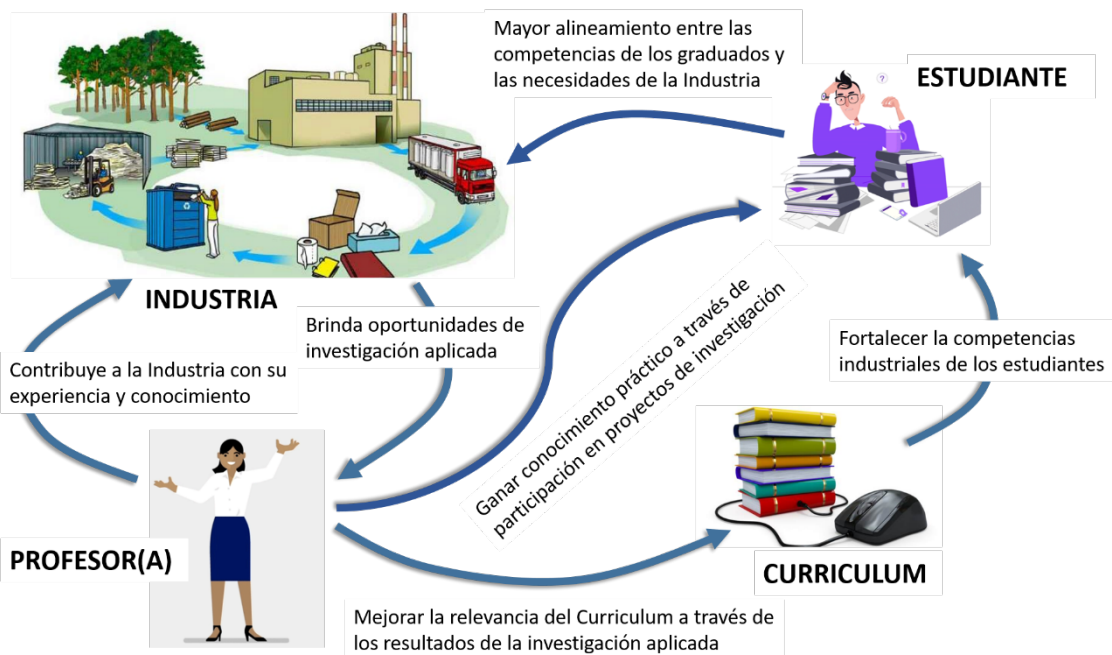 Mayor alineamiento entre las
competencias de los graduados y
las necesidades de la Industria
ESTUDIANTE
?
INDUSTRIA
Brinda oportunidades de
investigación aplicada
Contribuye a la Industria con su
experiencia y conocimiento
Ganar conocimiento práctico a través de
participación en proyectos de investigación
Fortalecer la competencias
industriales de los estudiantes
PROFESOR(A)
CURRICULUM
Mejorar la relevancia del Curriculum a través de
los resultados de la investigación aplicada